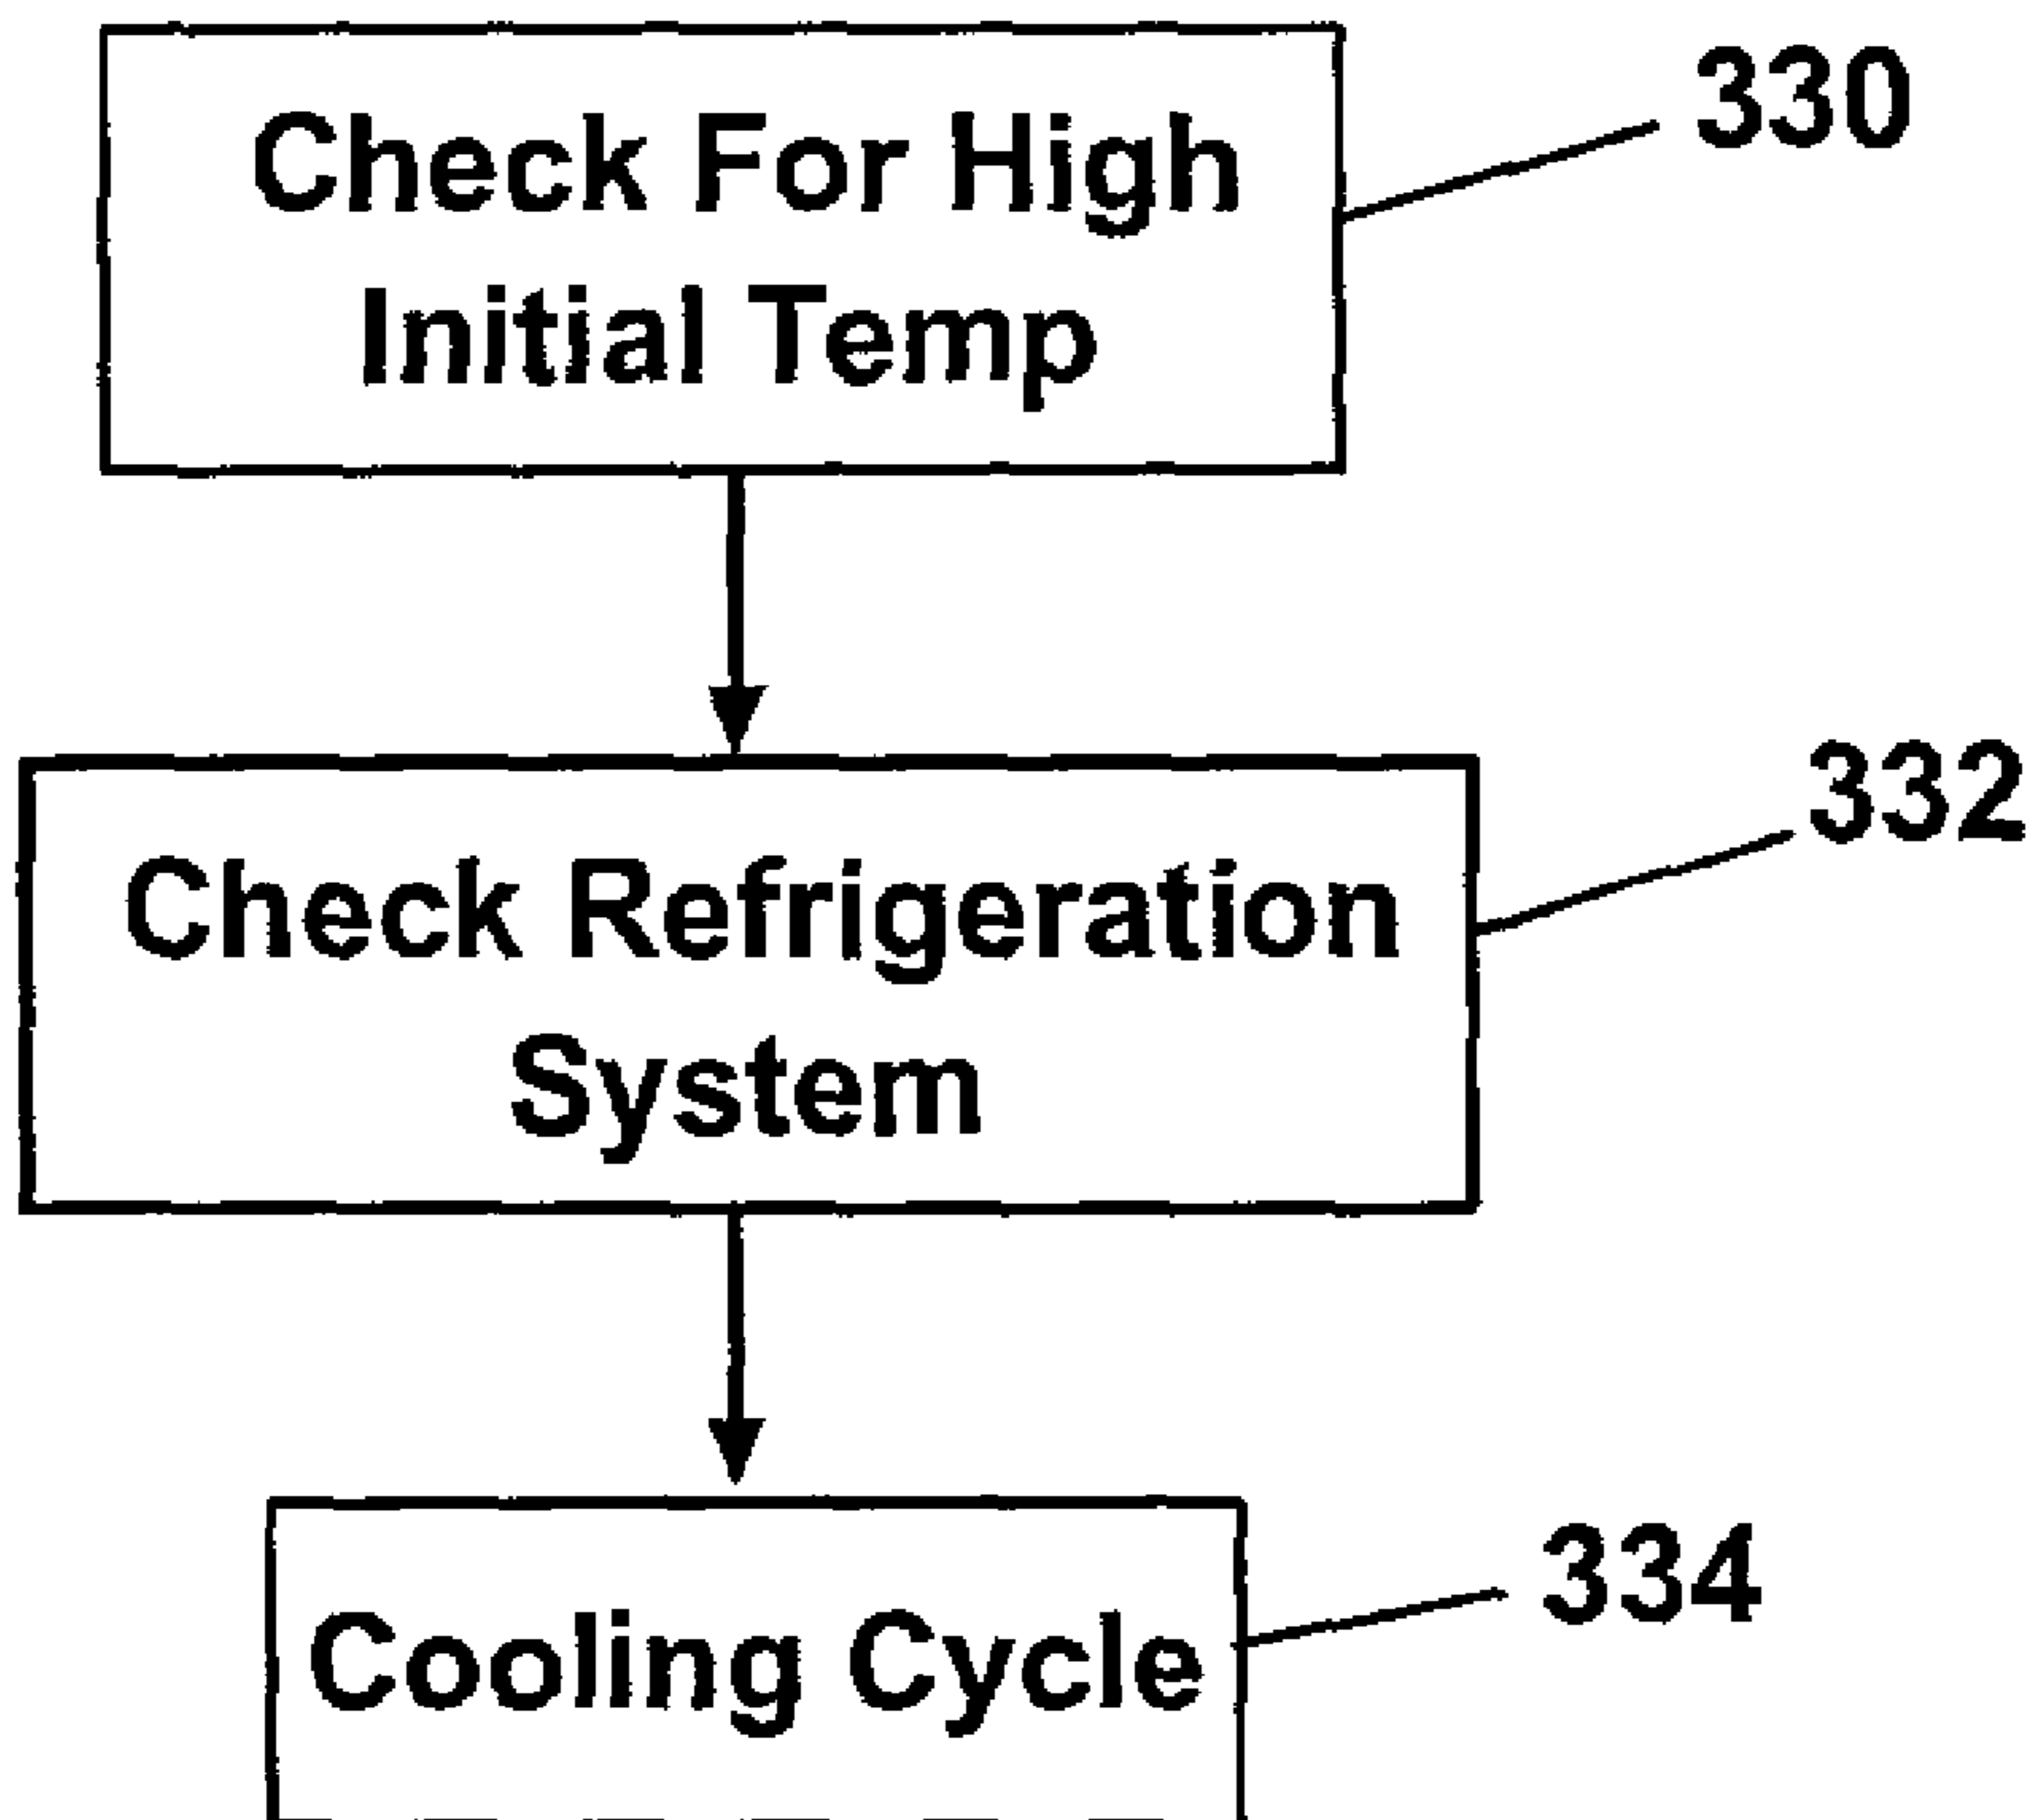 Check For High
Initial Temp
330
Check Refrigeration
System
332
Cooling Cycle
334